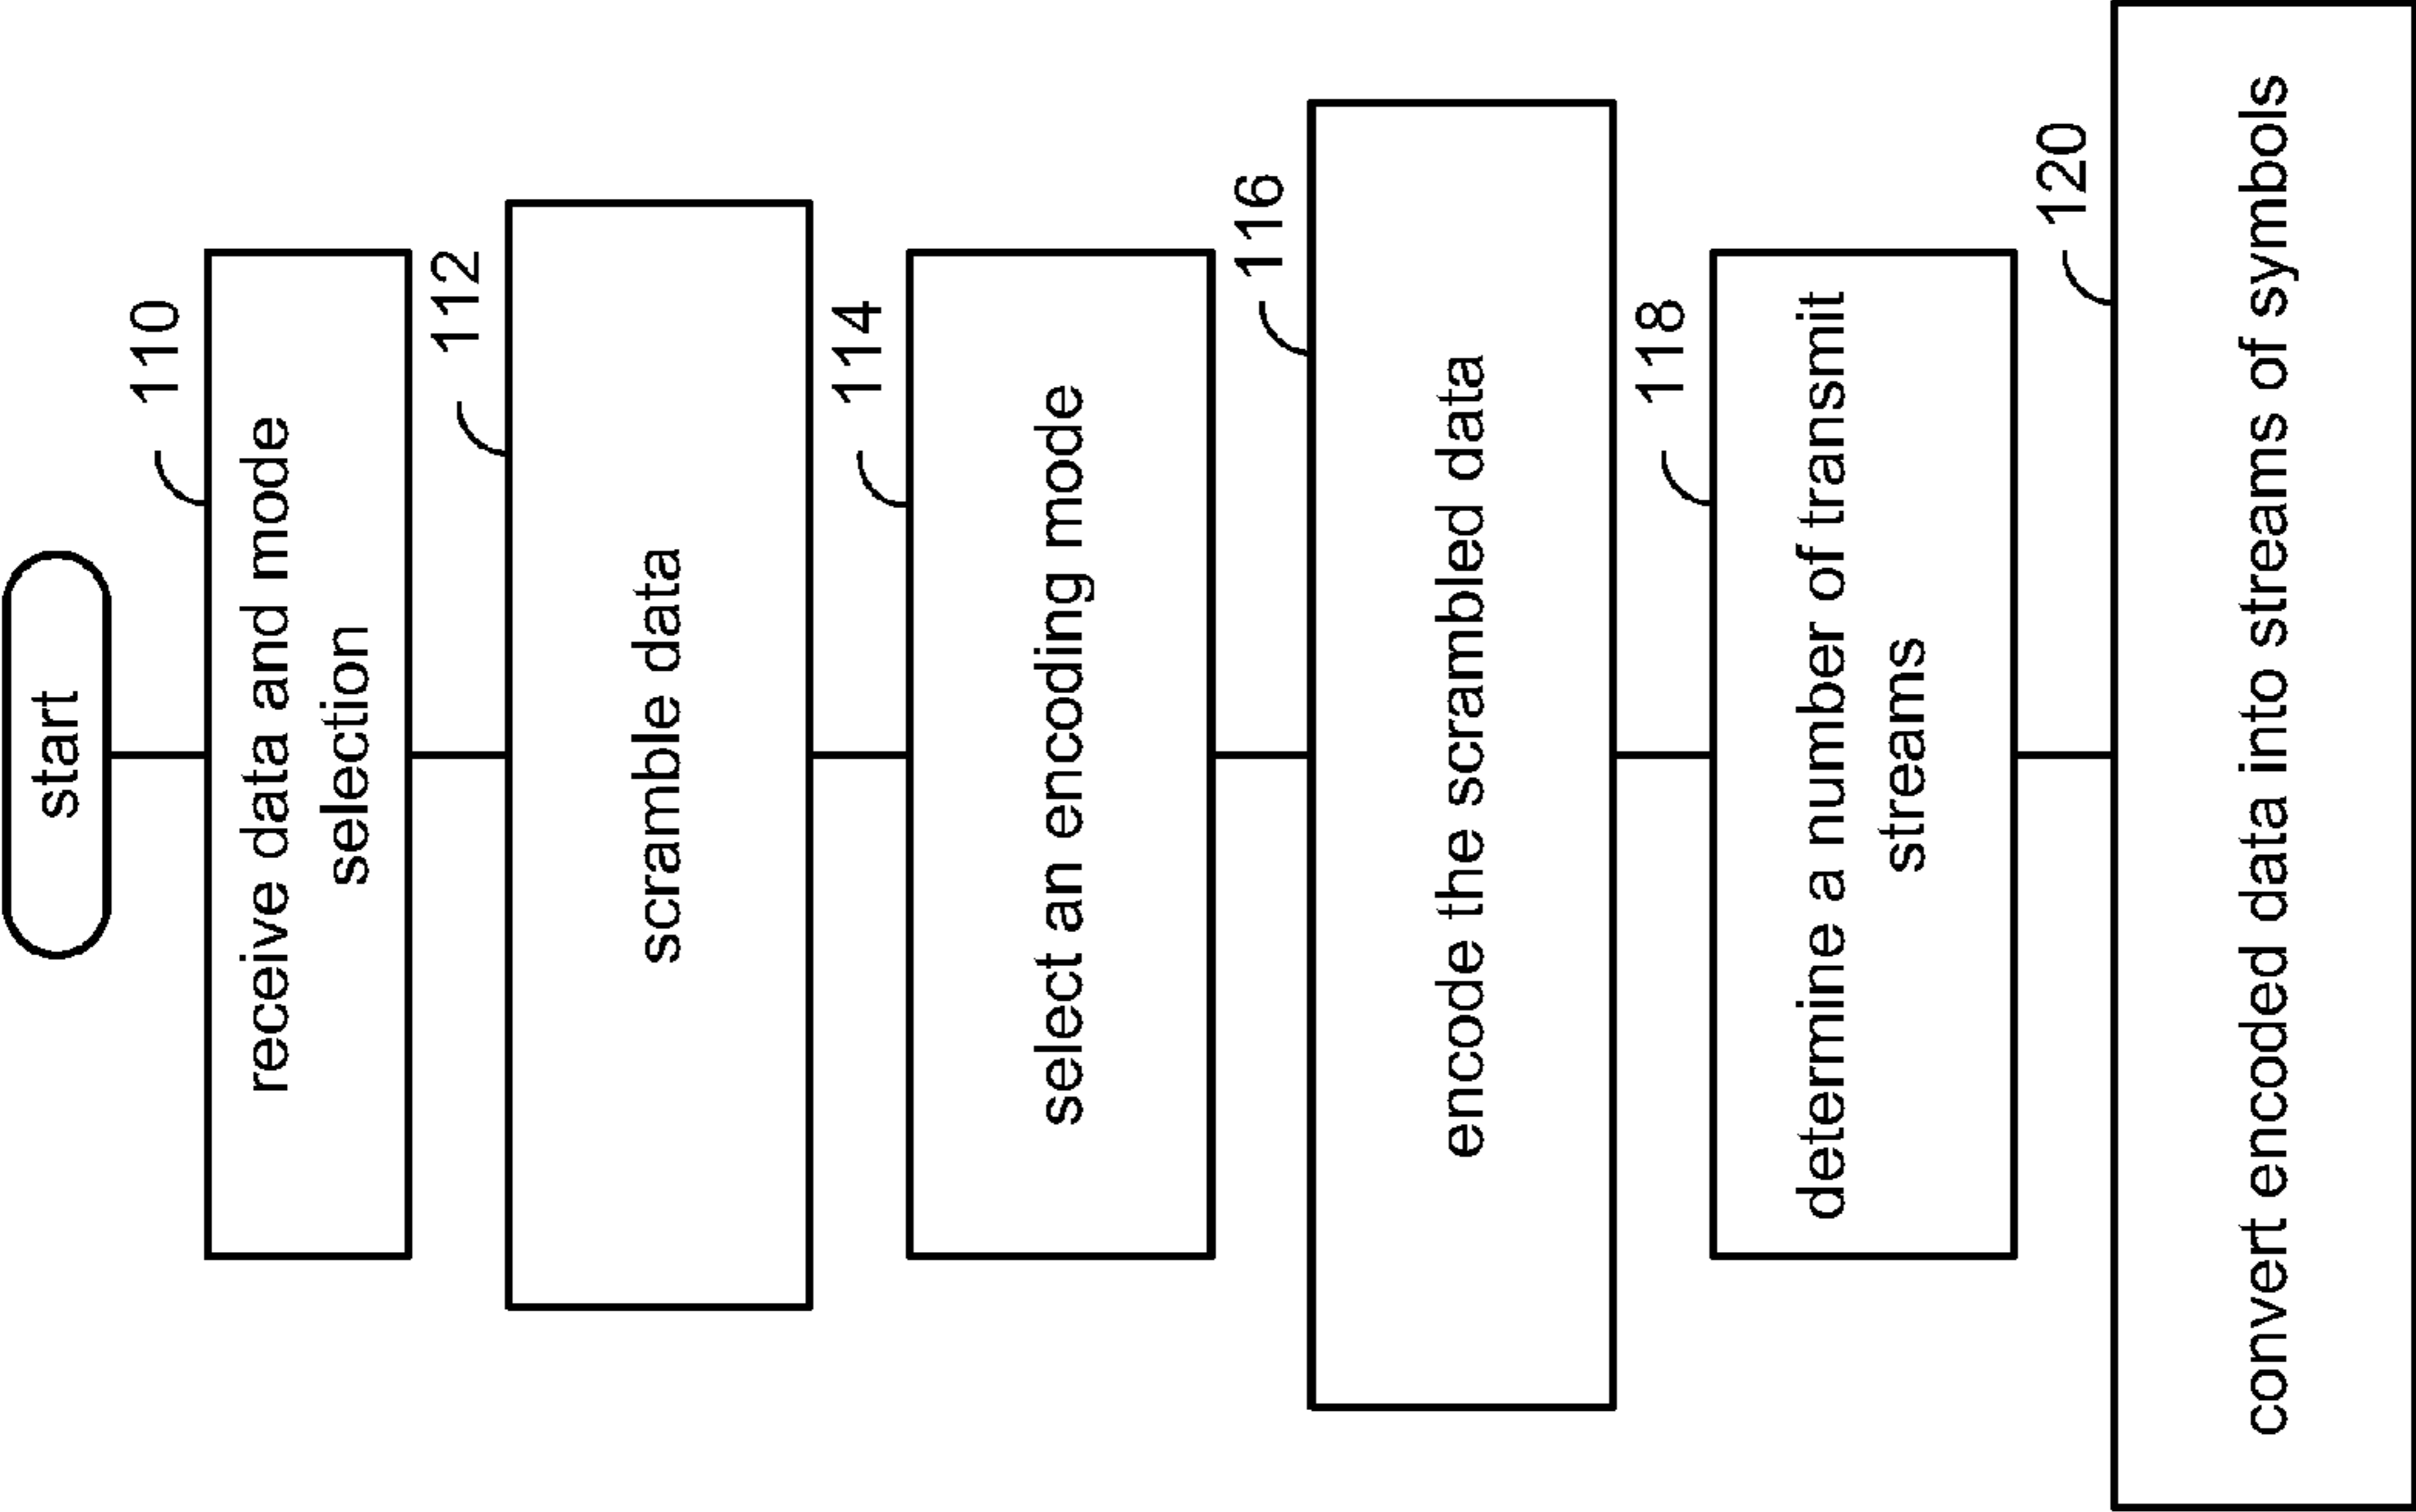 start
110
receive data and mode
selection
112
scramble data
114
select an encoding mode
116
encode the scrambled data
118
determine a number of transmit
streams
120
convert encoded data into streams of symbols